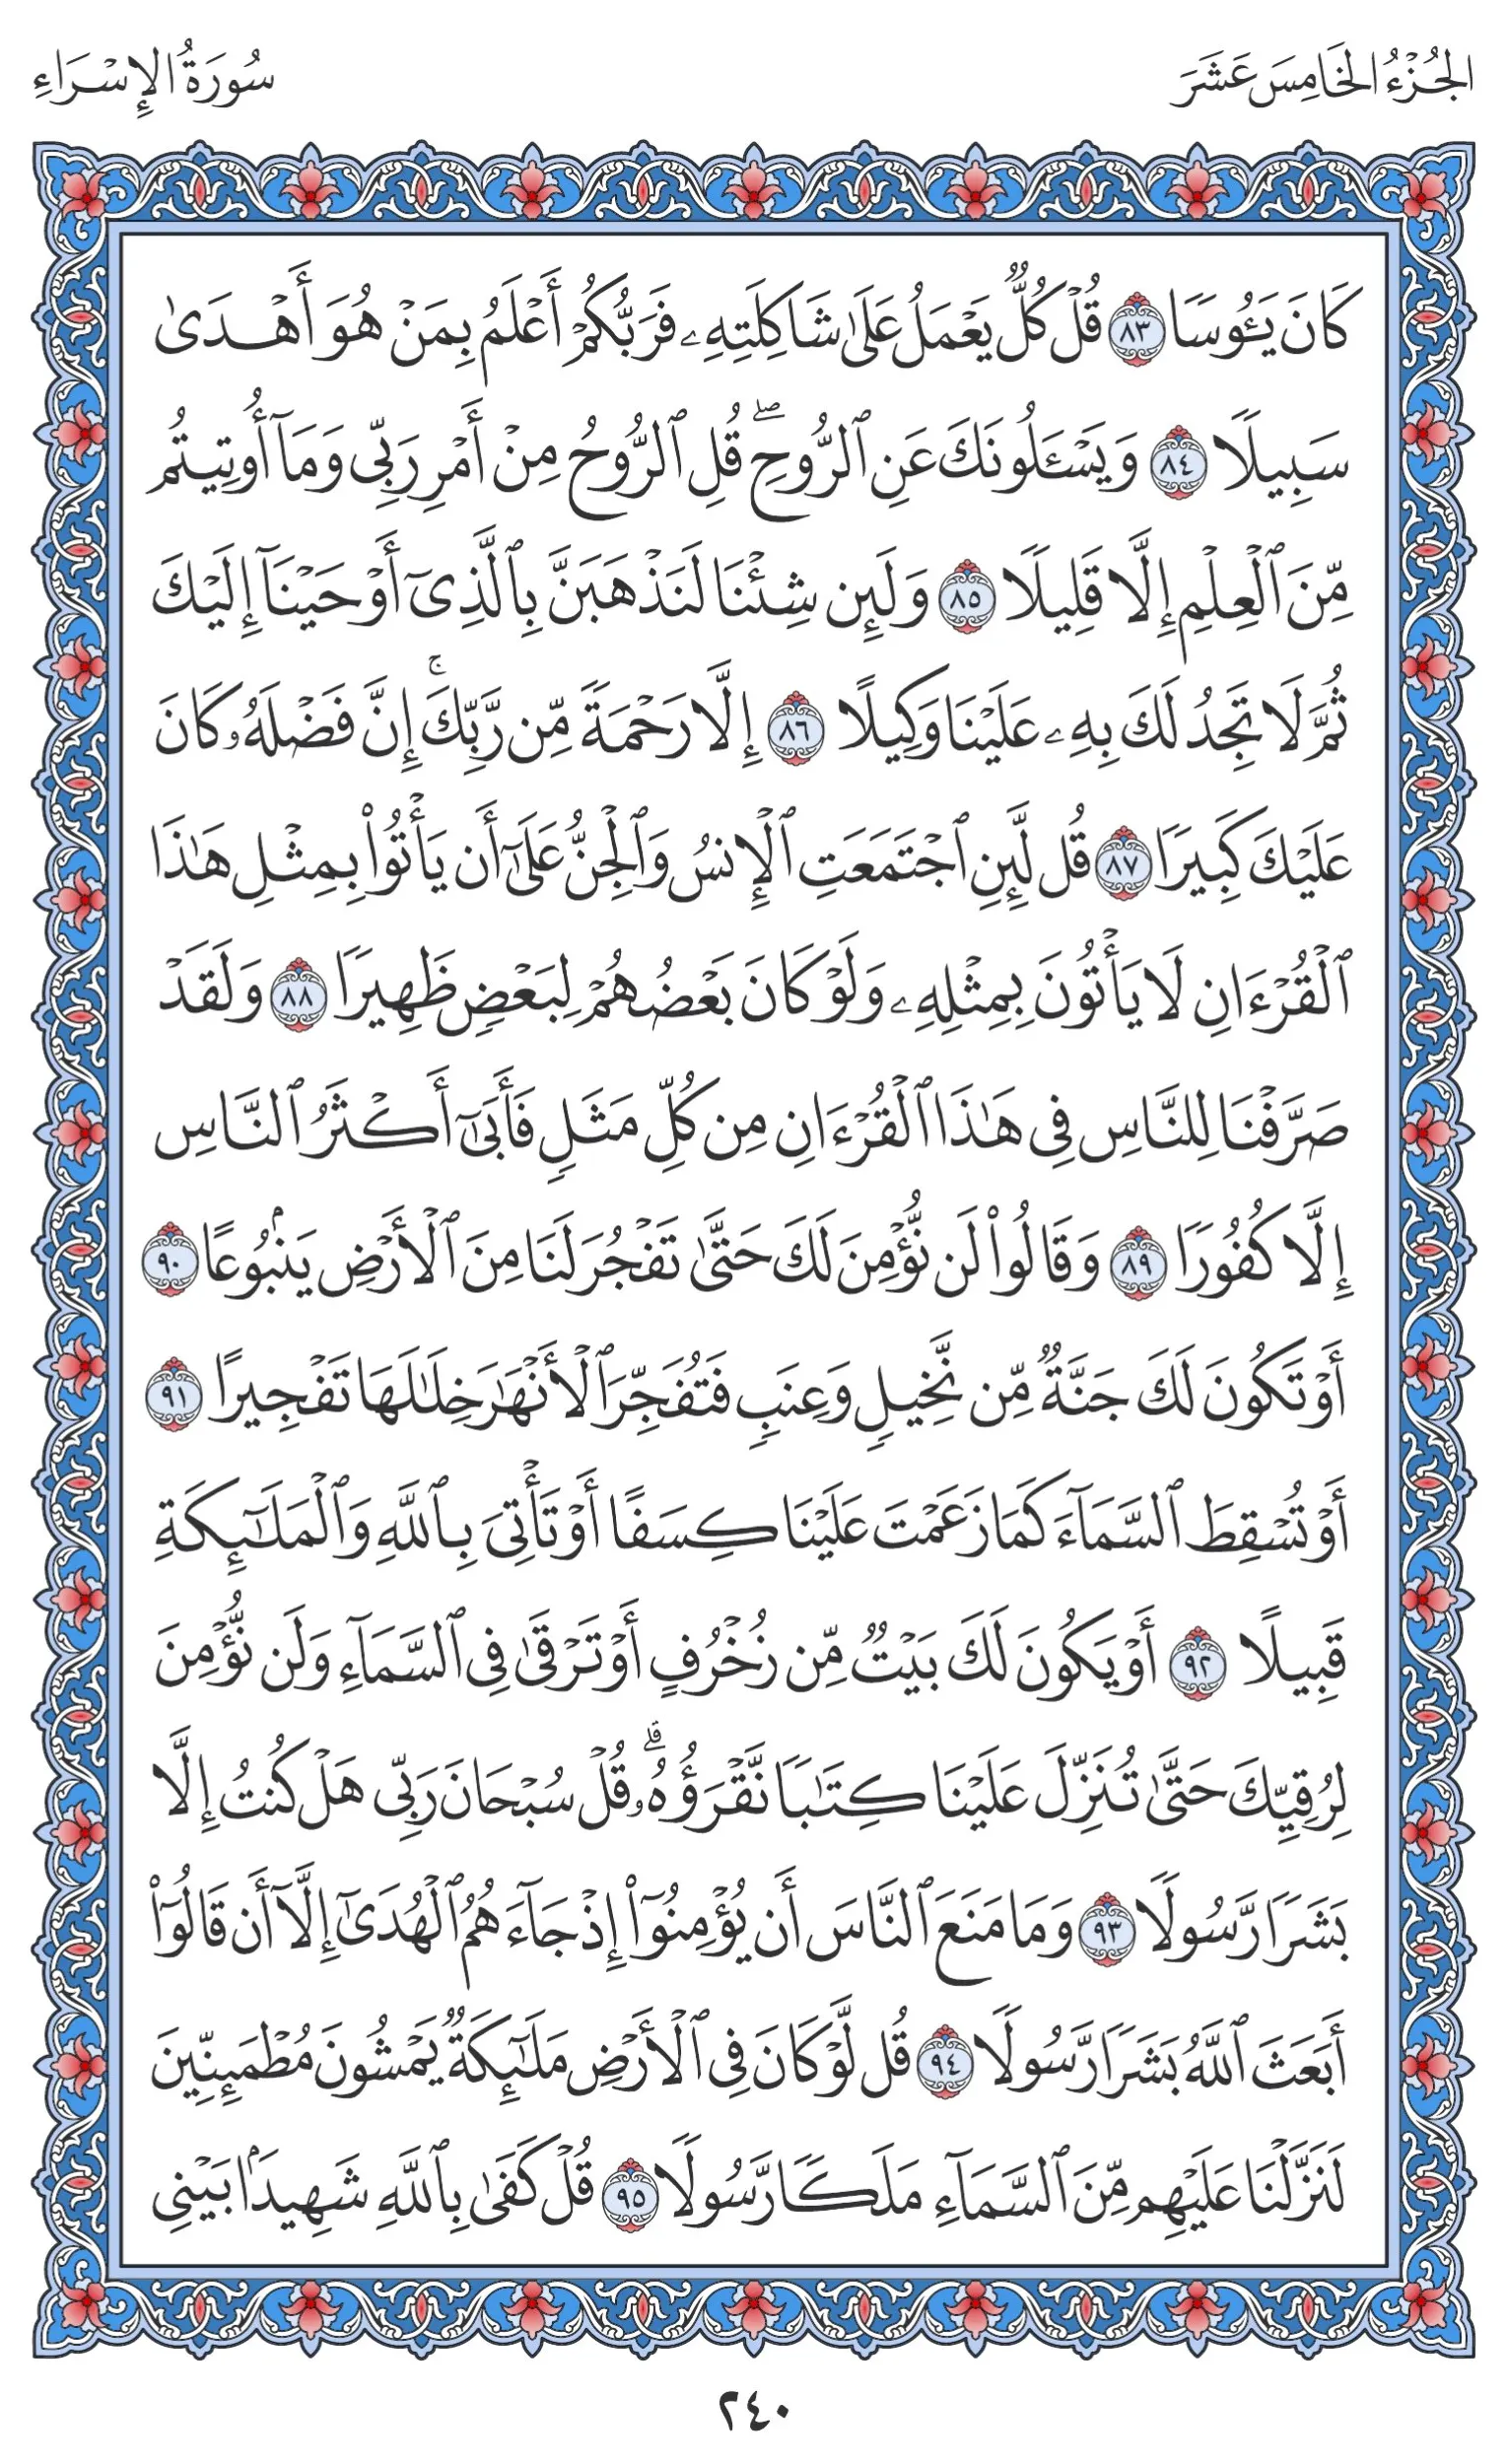 الجُزْءُ الخَامِسَ عَشَرَ
سُورَةُ الإِسْرَاءِ
كَانَ يَـُٔوسًا ٨٣ قُلْ كُلٌّ يَعْمَلُ عَلَىٰ شَاكِلَتِهِۦ فَرَبُّكُمْ أَعْلَمُ بِمَنْ هُوَ أَهْدَىٰ
سَبِيلًا ٨٤ وَيَسْـَٔلُونَكَ عَنِ ٱلرُّوحِۖ قُلِ ٱلرُّوحُ مِنْ أَمْرِ رَبِّى وَمَآ أُوتِيتُم
مِّنَ ٱلْعِلْمِ إِلَّا قَلِيلًا ٨٥ وَلَئِن شِئْنَا لَنَذْهَبَنَّ بِٱلَّذِىٓ أَوْحَيْنَآ إِلَيْكَ
ثُمَّ لَا تَجِدُ لَكَ بِهِۦ عَلَيْنَا وَكِيلًا ٨٦ إِلَّا رَحْمَةً مِّن رَّبِّكَۚ إِنَّ فَضْلَهُۥ كَانَ
عَلَيْكَ كَبِيرًا ٨٧ قُل لَّئِنِ ٱجْتَمَعَتِ ٱلْإِنسُ وَٱلْجِنُّ عَلَىٰٓ أَن يَأْتُوا۟ بِمِثْلِ هَٰذَا
ٱلْقُرْءَانِ لَا يَأْتُونَ بِمِثْلِهِۦ وَلَوْ كَانَ بَعْضُهُمْ لِبَعْضٍ ظَهِيرًا ٨٨ وَلَقَدْ
صَرَّفْنَا لِلنَّاسِ فِى هَٰذَا ٱلْقُرْءَانِ مِن كُلِّ مَثَلٍ فَأَبَىٰٓ أَكْثَرُ ٱلنَّاسِ
إِلَّا كُفُورًا ٨٩ وَقَالُوا۟ لَن نُّؤْمِنَ لَكَ حَتَّىٰ تَفْجُرَ لَنَا مِنَ ٱلْأَرْضِ يَنۢبُوعًا ٩٠
أَوْ تَكُونَ لَكَ جَنَّةٌ مِّن نَّخِيلٍ وَعِنَبٍ فَتُفَجِّرَ ٱلْأَنْهَٰرَ خِلَٰلَهَا تَفْجِيرًا ٩١
أَوْ تُسْقِطَ ٱلسَّمَآءَ كَمَا زَعَمْتَ عَلَيْنَا كِسَفًا أَوْ تَأْتِىَ بِٱللَّهِ وَٱلْمَلَٰٓئِكَةِ
قَبِيلًا ٩٢ أَوْ يَكُونَ لَكَ بَيْتٌ مِّن زُخْرُفٍ أَوْ تَرْقَىٰ فِى ٱلسَّمَآءِ وَلَن نُّؤْمِنَ
لِرُقِيِّكَ حَتَّىٰ تُنَزِّلَ عَلَيْنَا كِتَٰبًا نَّقْرَؤُهُۥۗ قُلْ سُبْحَانَ رَبِّى هَلْ كُنتُ إِلَّا
بَشَرًا رَّسُولًا ٩٣ وَمَا مَنَعَ ٱلنَّاسَ أَن يُؤْمِنُوٓا۟ إِذْ جَآءَهُمُ ٱلْهُدَىٰٓ إِلَّآ أَن قَالُوٓا۟
أَبَعَثَ ٱللَّهُ بَشَرًا رَّسُولًا ٩٤ قُل لَّوْ كَانَ فِى ٱلْأَرْضِ مَلَٰٓئِكَةٌ يَمْشُونَ مُطْمَئِنِّينَ
لَنَزَّلْنَا عَلَيْهِم مِّنَ ٱلسَّمَآءِ مَلَكًا رَّسُولًا ٩٥ قُلْ كَفَىٰ بِٱللَّهِ شَهِيدًۢا بَيْنِى
٢٤٠